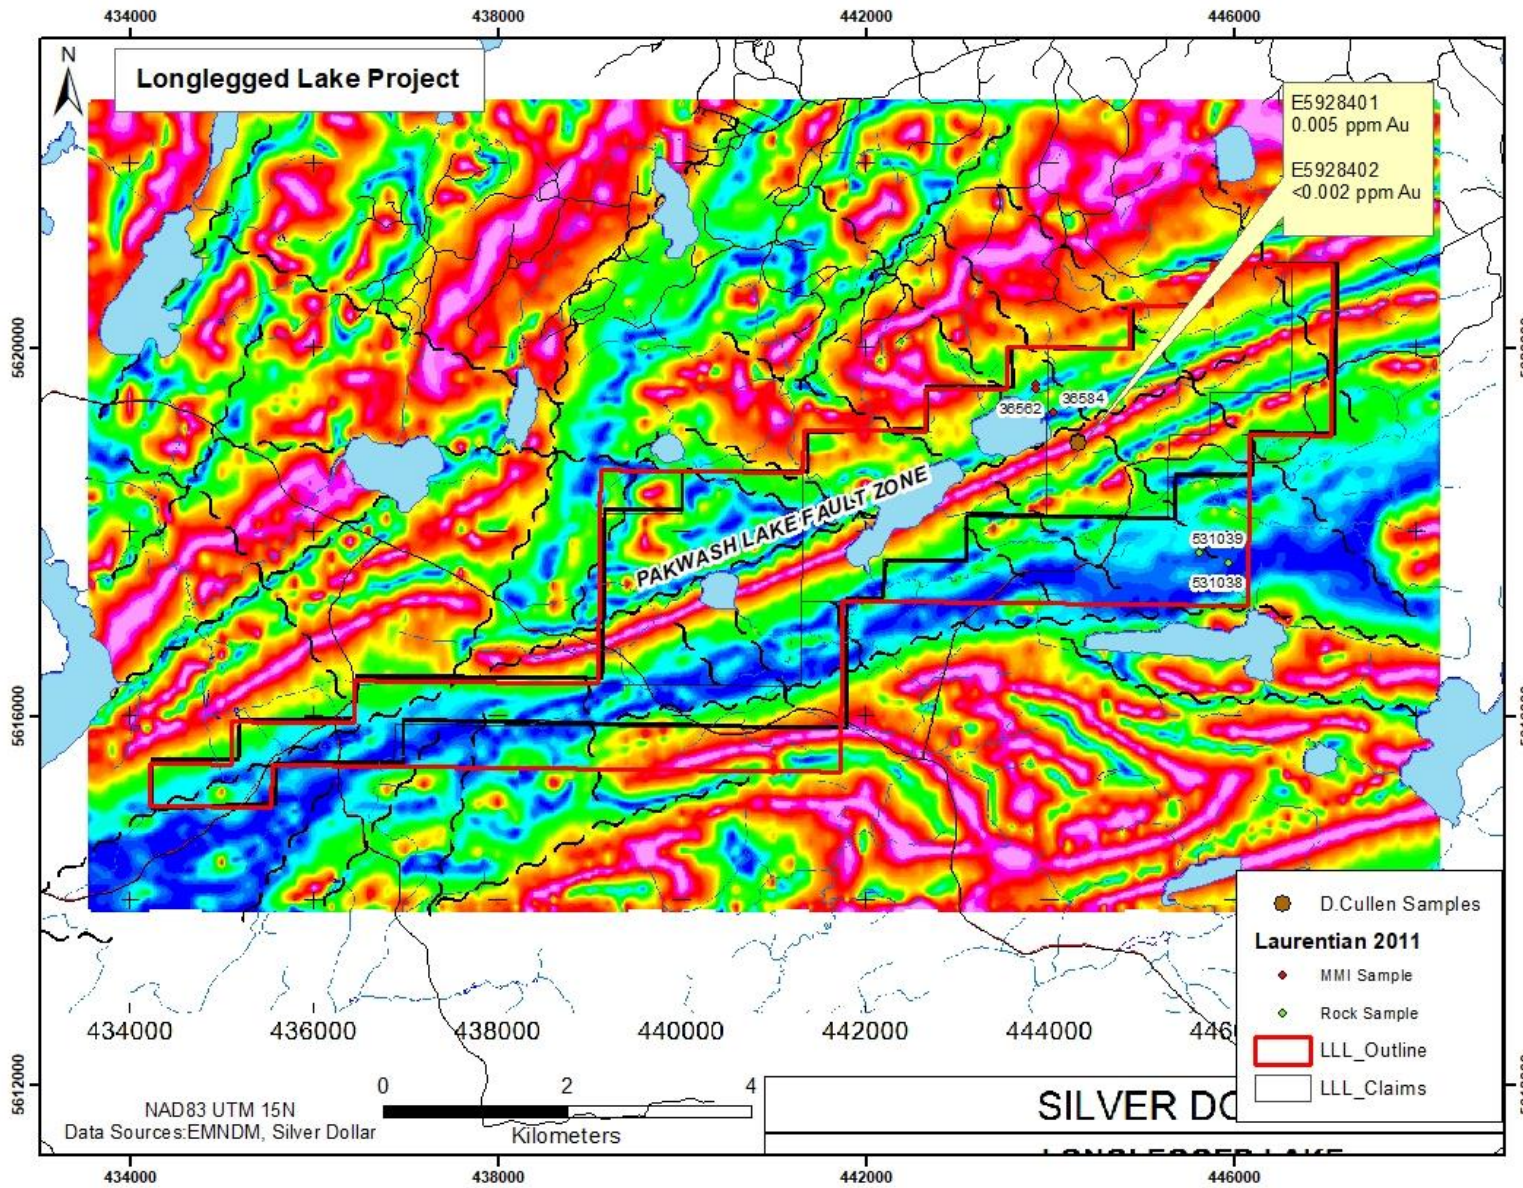 434000
438000
442000
446000
N
Longlegged Lake Project
E5928401
0.005 ppm Au
E5928402
<0.002 ppm Au
5620000
36562
36584
PAKWASH LAKE FAULT ZONE
531039
531038
5616000
D.Cullen Samples
Laurentian 2011
MMI Sample
Rock Sample
LLL_Outline
LLL_Claims
434000
436000
438000
440000
442000
444000
0
2
4
5612000
NAD83 UTM 15N
Data Sources:EMNDM, Silver Dollar
Kilometers
SILVER
434000
438000
442000
446000